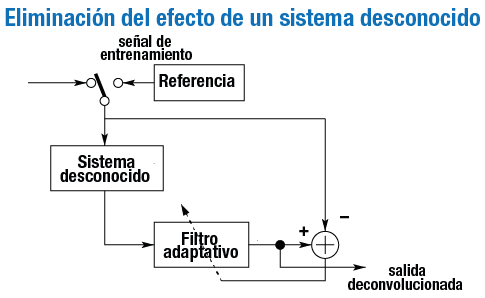 Eliminación del efecto de un sistema desconocido
señal de
entrenamiento
Referencia
Sistema
desconocido
Filtro
adaptativo
+
−
salida
deconvolucionada